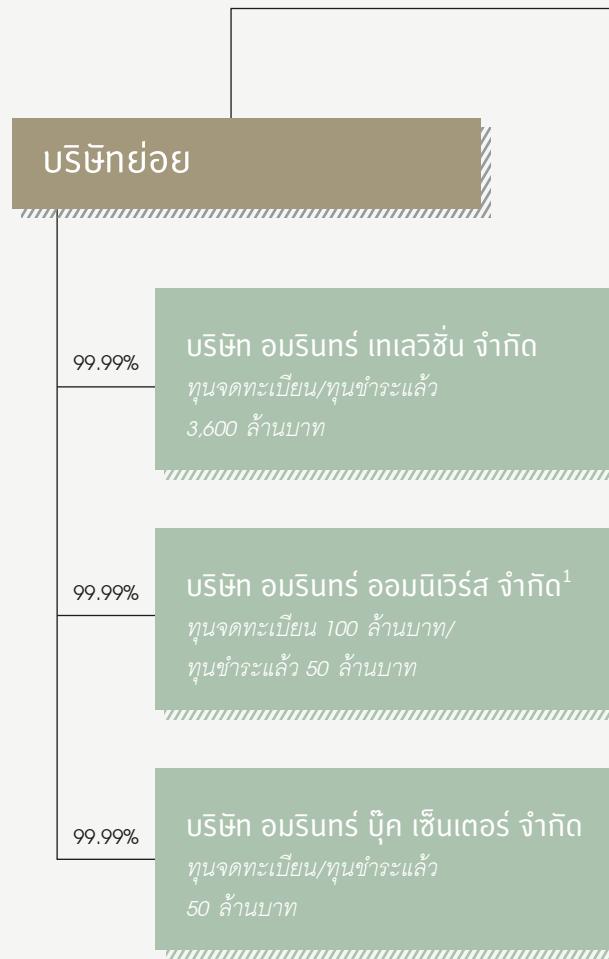 บริษัทย่อย
99.99%
บริษัท อมรินทร์ เทเลวิชั่น จำกัด
ทุนจดทะเบียน/ทุนชำระแล้ว
3,600 ล้านบาท
99.99%
บริษัท อมรินทร์ ออมนิเวิร์ส จำกัด¹
ทุนจดทะเบียน 100 ล้านบาท/
ทุนชำระแล้ว 50 ล้านบาท
99.99%
บริษัท อมรินทร์ บุ๊ค เซ็นเตอร์ จำกัด
ทุนจดทะเบียน/ทุนชำระแล้ว
50 ล้านบาท